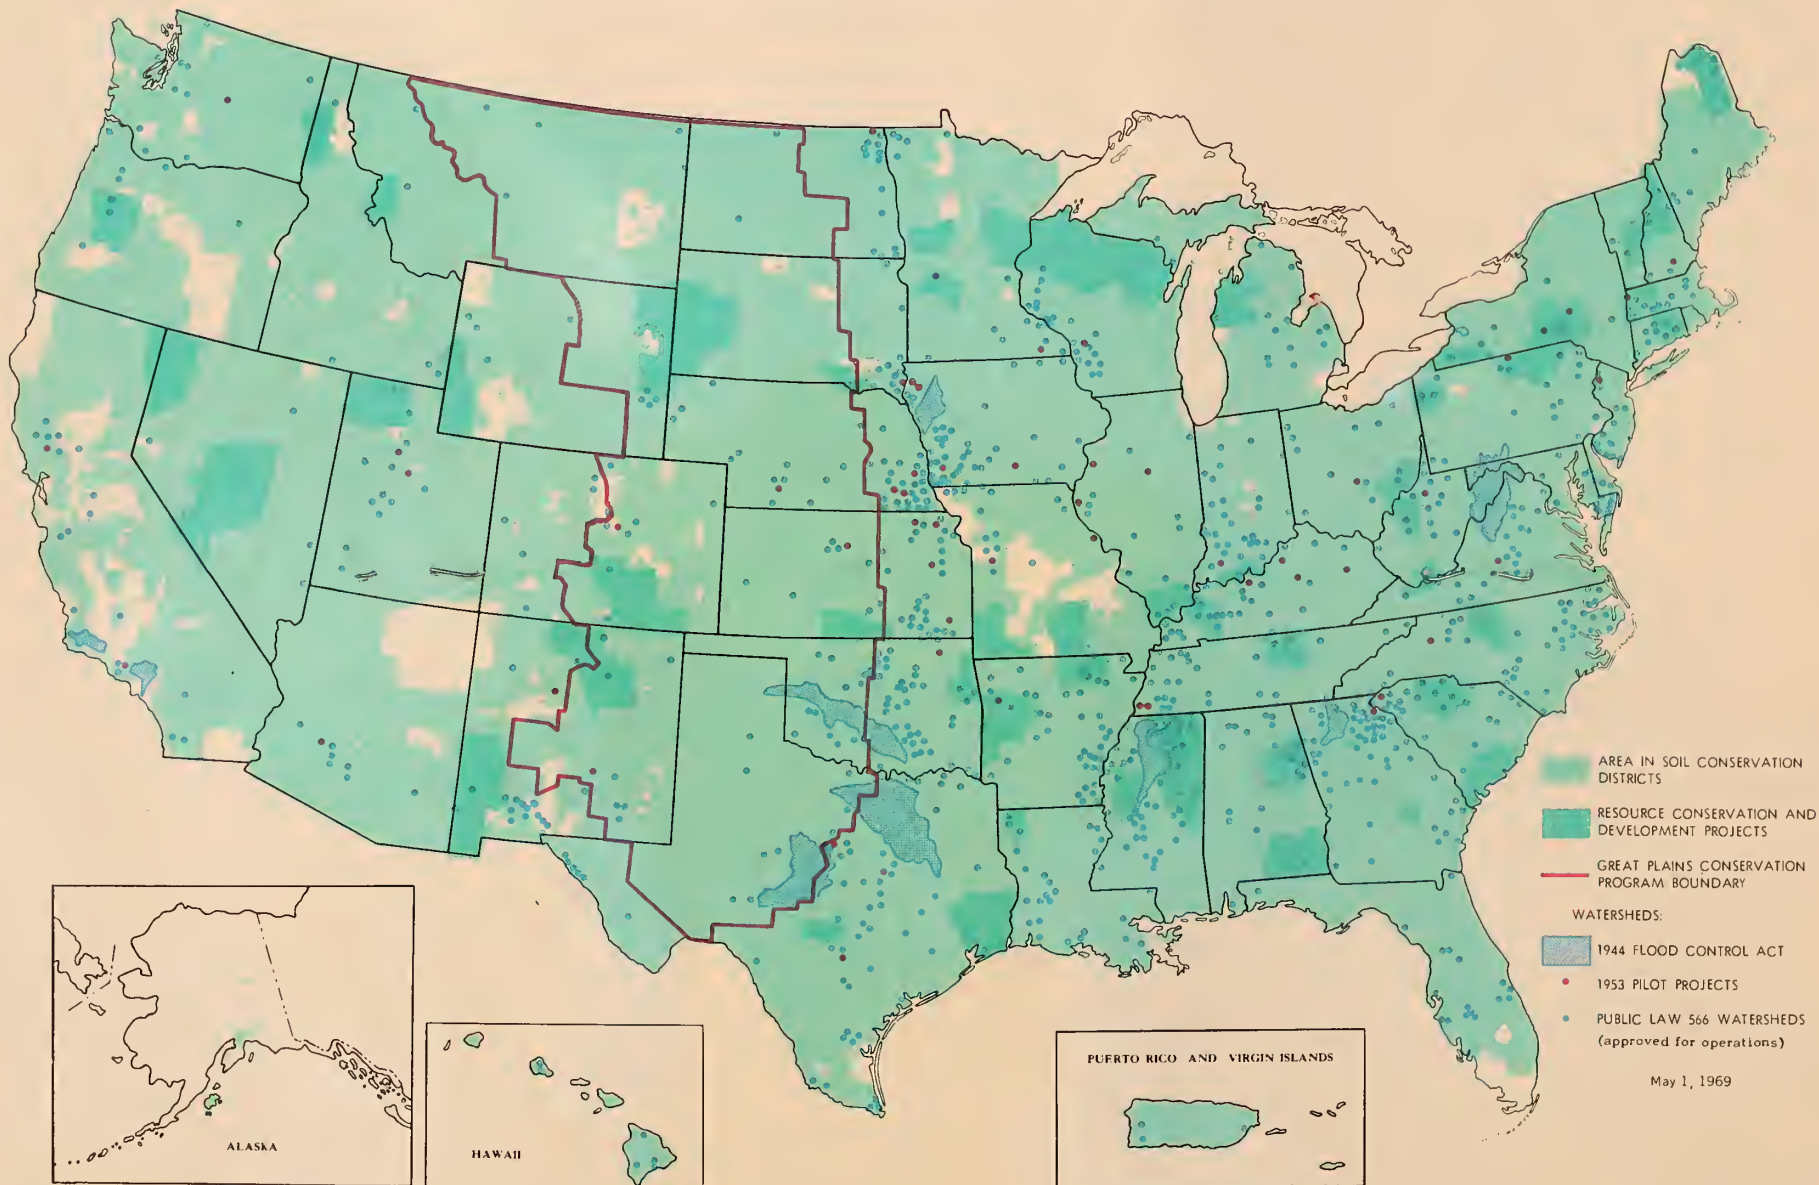 AREA IN SOIL CONSERVATION
DISTRICTS
RESOURCE CONSERVATION AND
DEVELOPMENT PROJECTS
GREAT PLAINS CONSERVATION
PROGRAM BOUNDARY
WATERSHEDS:
1944 FLOOD CONTROL ACT
1953 PILOT PROJECTS
PUBLIC LAW 566 WATERSHEDS
(approved for operations)
May 1, 1969
ALASKA
HAWAII
PUERTO RICO AND VIRGIN ISLANDS